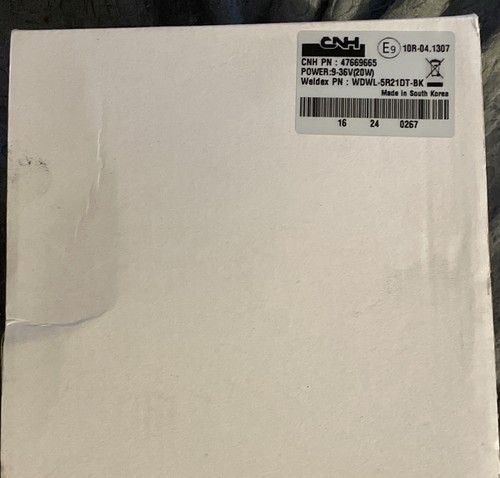 CNH E9 10R-04.1307
CNH PN : 47669665
POWER:9-36V(20W)
Weldex PN : WDWL-5R21DT-BK
Made in South Korea
16 24 0267